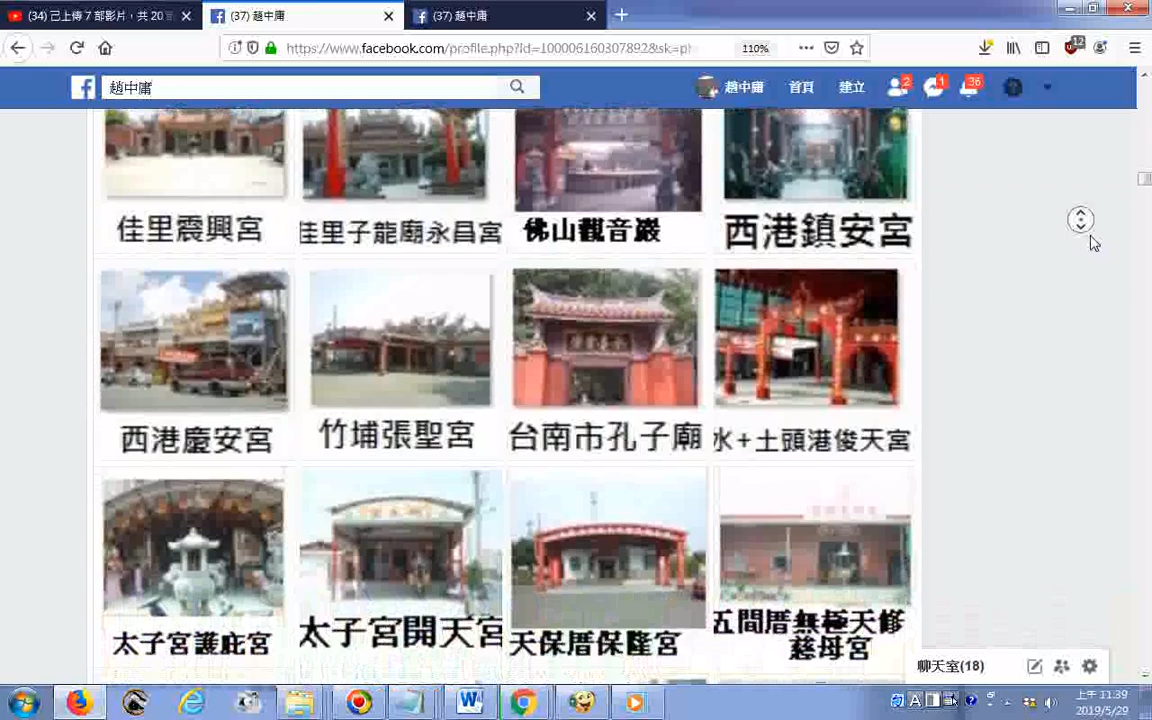 (34) 己上傳 7 部影片，共 20
(37) 趙中庸
(37) 趙中庸
https://www.facebook.com/profile.php?id=100006160307892&sk=ph
110%
12
趙中庸
趙中庸
首頁
建立
2
1
36
佳里震興宮
佳里子龍廟永昌宮
佛山觀音巖
西港鎮安宮
西港慶安宮
竹埔張聖宮
台南市孔子廟
水+土頭港俊天宮
太子宮護庇宮
太子宮開天宮
天保厝保隆宮
五間厝無極天修
慈母宮
聊天室(18)
上午 11:39
2019/5/29